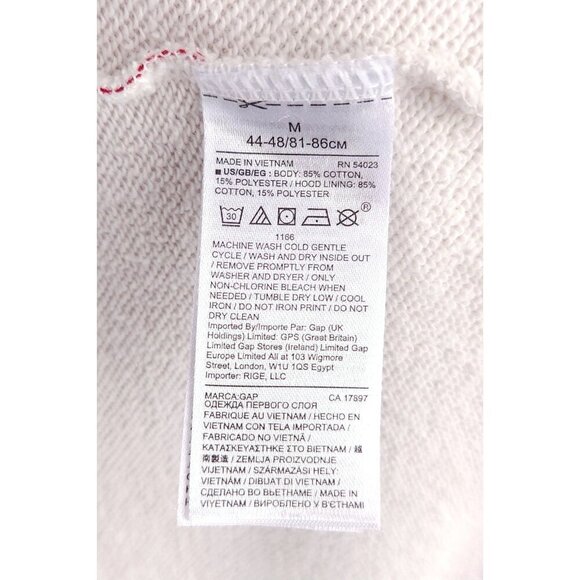 M
44-48/81-86см
MADE IN VIETNAM RN 54023
■ US/GB/EG : BODY: 85% COTTON,
15% POLYESTER / HOOD LINING: 85%
COTTON, 15% POLYESTER
30 ®
1166
MACHINE WASH COLD GENTLE
CYCLE / WASH AND DRY INSIDE OUT
/ REMOVE PROMPTLY FROM
WASHER AND DRYER / ONLY
NON-CHLORINE BLEACH WHEN
NEEDED / TUMBLE DRY LOW / COOL
IRON / DO NOT IRON PRINT / DO NOT
DRY CLEAN
Imported By/Importe Par: Gap (UK
Holdings) Limited: GPS (Great Britain)
Limited Gap Stores (Ireland) Limited Gap
Europe Limited All at 103 Wigmore
Street, London, W1U 1QS Egypt
Importer: RIGE, LLC
MARCA:GAP CA 17897
ОДЕЖДА ПЕРВОГО СЛОЯ
FABRIQUE AU VIETNAM / HECHO EN
VIETNAM CON TELA IMPORTADA /
FABRICADO NO VIETNÃ /
ΚΑΤΑΣΚΕΥΑΣΤΗΚΕ ΣΤΟ ΒΙΕΤΝΑΜ / 越
南製造 / ZEMLJA PROIZVODNJE
VIJETNAM / SZÁRMAZÁSI HELY:
VIETNÁM / DIBUAT DI VIETNAM /
СДЕЛАНО ВО ВЬЕТНАМЕ / MADE IN
VIYETNAM / ВИРОБЛЕНО У В'ЄТНАМІ